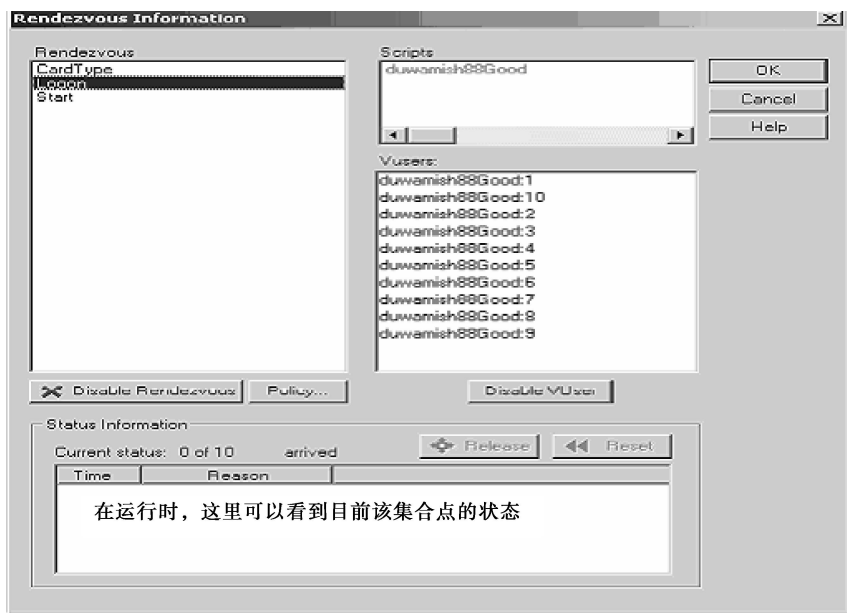 Rendezvous Information
Rendezvous
CardType
Logon
Start
Scripts
duwamish88Good
OK
Cancel
Help
Vusers:
duwamish88Good:1
duwamish88Good:10
duwamish88Good:2
duwamish88Good:3
duwamish88Good:4
duwamish88Good:5
duwamish88Good:6
duwamish88Good:7
duwamish88Good:8
duwamish88Good:9
Disable Rendezvous
Policy...
Disable VUser
Status Information
Current status: 0 of 10 arrived
Release
Reset
Time Reason
在运行时，这里可以看到目前该集合点的状态